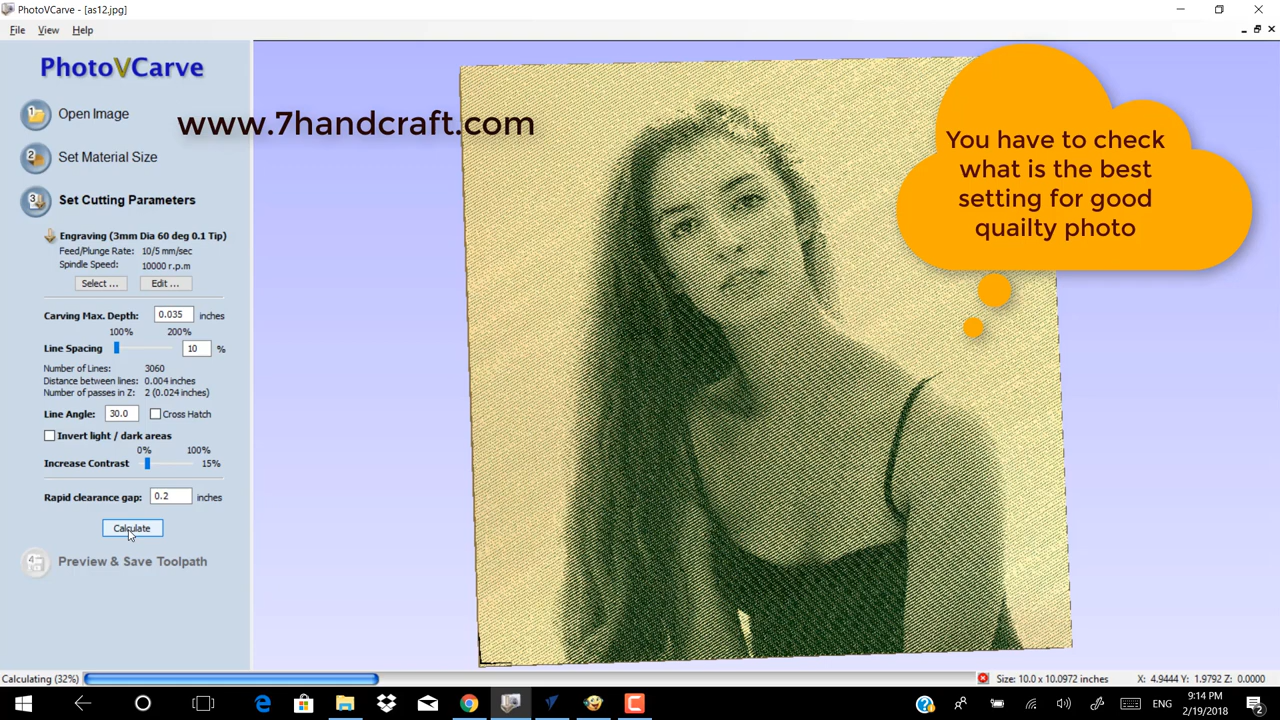 PhotoVCarve - [as12.jpg]
File View Help
PhotoVCarve
1 Open Image
2 Set Material Size
3 Set Cutting Parameters
Engraving (3mm Dia 60 deg 0.1 Tip)
Feed/Plunge Rate: 10/5 mm/sec
Spindle Speed: 10000 r.p.m
Select ... Edit ...
Carving Max. Depth: 0.035 inches
100% 200%
Line Spacing 10 %
Number of Lines: 3060
Distance between lines: 0.004 inches
Number of passes in Z: 2 (0.024 inches)
Line Angle: 30.0 Cross Hatch
Invert light / dark areas
0% 100%
Increase Contrast 15%
Rapid clearance gap: 0.2 inches
Calculate
4 Preview & Save Toolpath
www.7handcraft.com
You have to check
what is the best
setting for good
quailty photo
Calculating (32%)
Size: 10.0 x 10.0972 inches
X: 4.9444 Y: 1.9792 Z: 0.0000
ENG
9:14 PM
2/19/2018
2